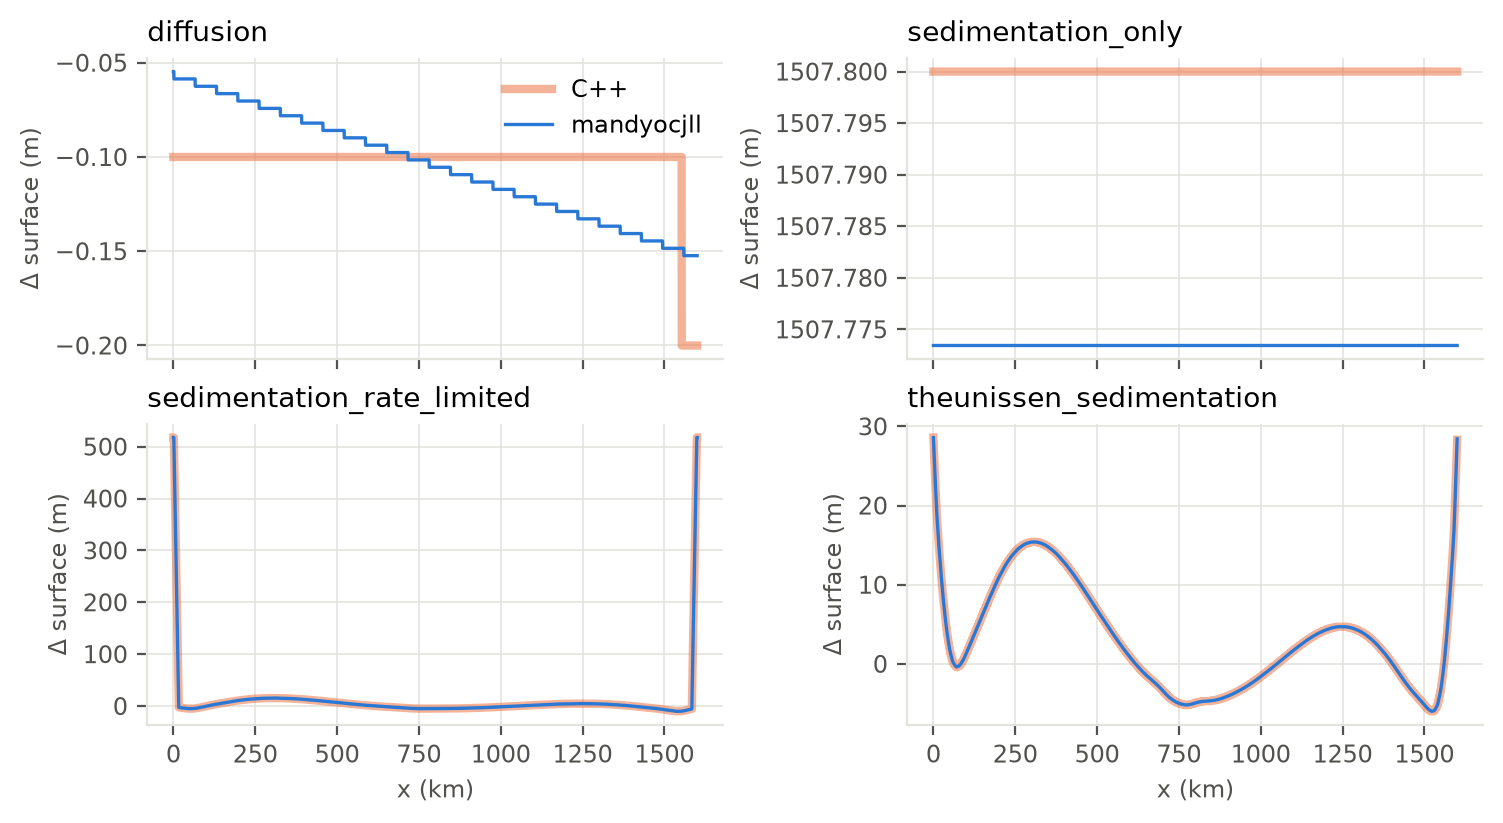 diffusion
−0.05
−0.10
−0.15
−0.20
Δ surface (m)
C++
mandyocjll
sedimentation_only
1507.800
1507.795
1507.790
1507.785
1507.780
1507.775
Δ surface (m)
sedimentation_rate_limited
500
400
300
200
100
0
Δ surface (m)
0 250 500 750 1000 1250 1500
x (km)
theunissen_sedimentation
30
20
10
0
Δ surface (m)
0 250 500 750 1000 1250 1500
x (km)